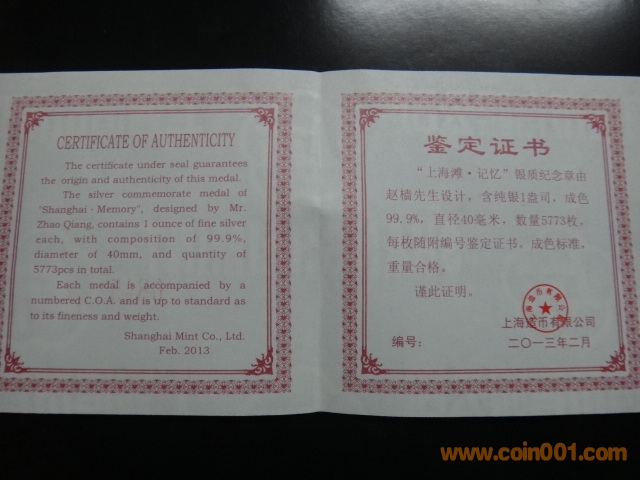 CERTIFICATE OF AUTHENTICITY
The certificate under seal guarantees
the origin and authenticity of this medal.
The silver commemorate medal of
"Shanghai · Memory", designed by Mr.
Zhao Qiang, contains 1 ounce of fine silver
each, with composition of 99.9%,
diameter of 40mm, and quantity of
5773pcs in total.
Each medal is accompanied by a
numbered C.O.A. and is up to standard as
to its fineness and weight.
Shanghai Mint Co., Ltd.
Feb. 2013
鉴定证书
“上海滩·记忆”银质纪念章由
赵樯先生设计，含纯银1盎司，成色
99.9%，直径40毫米，数量5773枚，
每枚随附编号鉴定证书，成色标准，
重量合格。
谨此证明。
上海造币有限公司
编号：
二〇一三年二月
www.coin001.com